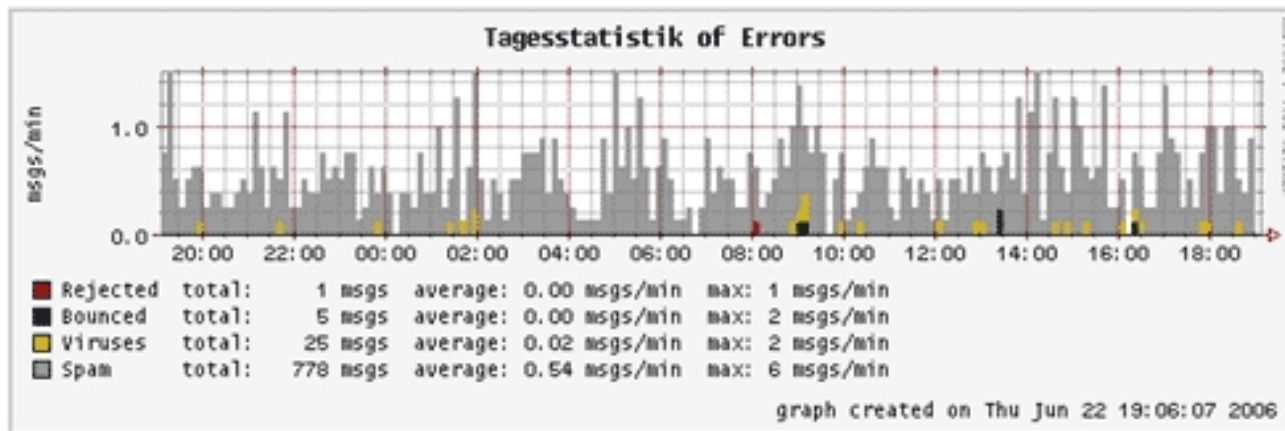 Tagesstatistik of Errors
msgs/min
1.0
0.0
20:00 22:00 00:00 02:00 04:00 06:00 08:00 10:00 12:00 14:00 16:00 18:00
Rejected total: 1 msgs average: 0.00 msgs/min max: 1 msgs/min
Bounced total: 5 msgs average: 0.00 msgs/min max: 2 msgs/min
Viruses total: 25 msgs average: 0.02 msgs/min max: 2 msgs/min
Spam total: 778 msgs average: 0.54 msgs/min max: 6 msgs/min
graph created on Thu Jun 22 19:06:07 2006